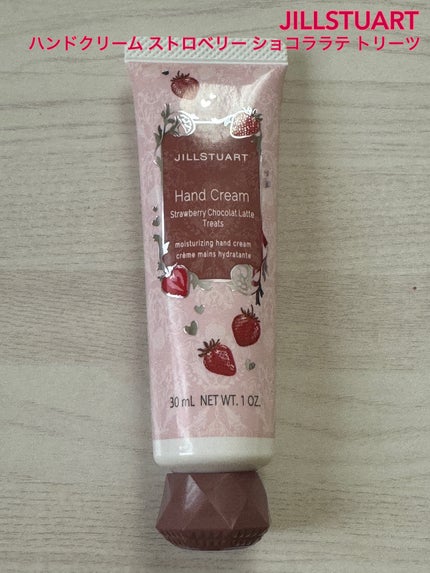 JILLSTUART
ハンドクリーム ストロベリー ショコララテ トリーツ
JILLSTUART
Hand Cream
Strawberry Chocolat Latte
Treats
moisturizing hand cream
crème mains hydratante
30 mL NET WT. 1 OZ.